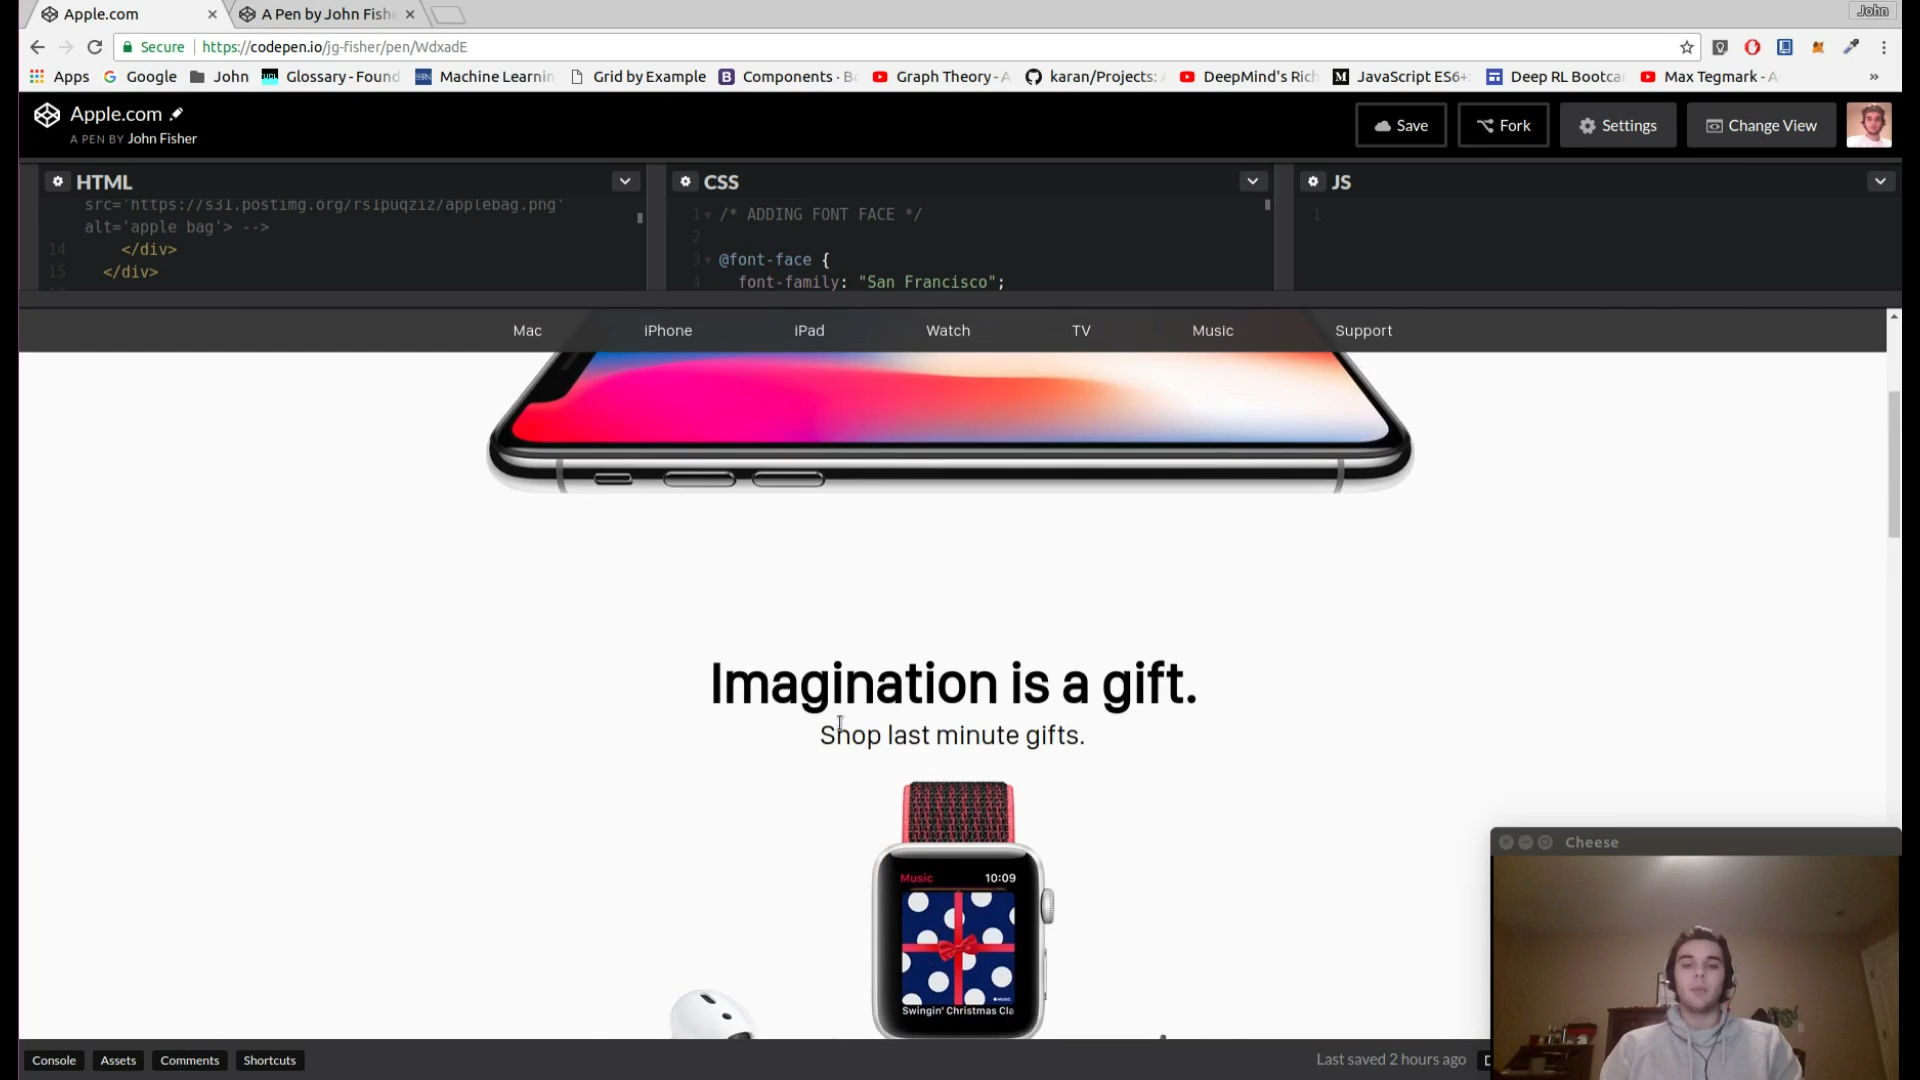 Apple.com
A Pen by John Fish
John
Secure
https://codepen.io/jg-fisher/pen/WdxadE
Apps
Google
John
Glossary - Found
Machine Learnin
Grid by Example
Components · B
Graph Theory - A
karan/Projects:
DeepMind's Rich
JavaScript ES6+
Deep RL Bootca
Max Tegmark - A
»
Apple.com
A PEN BY John Fisher
Save
Fork
Settings
Change View
HTML
src='https://s31.postimg.org/rs1puqziz/applebag.png'
alt='apple bag'> -->
14 </div>
15 </div>
CSS
1 /* ADDING FONT FACE */
2
3 @font-face {
4 font-family: "San Francisco";
JS
1
Mac
iPhone
iPad
Watch
TV
Music
Support
Imagination is a gift.
Shop last minute gifts.
Music
10:09
MUSIC
Swingin' Christmas Cla
Cheese
Console
Assets
Comments
Shortcuts
Last saved 2 hours ago